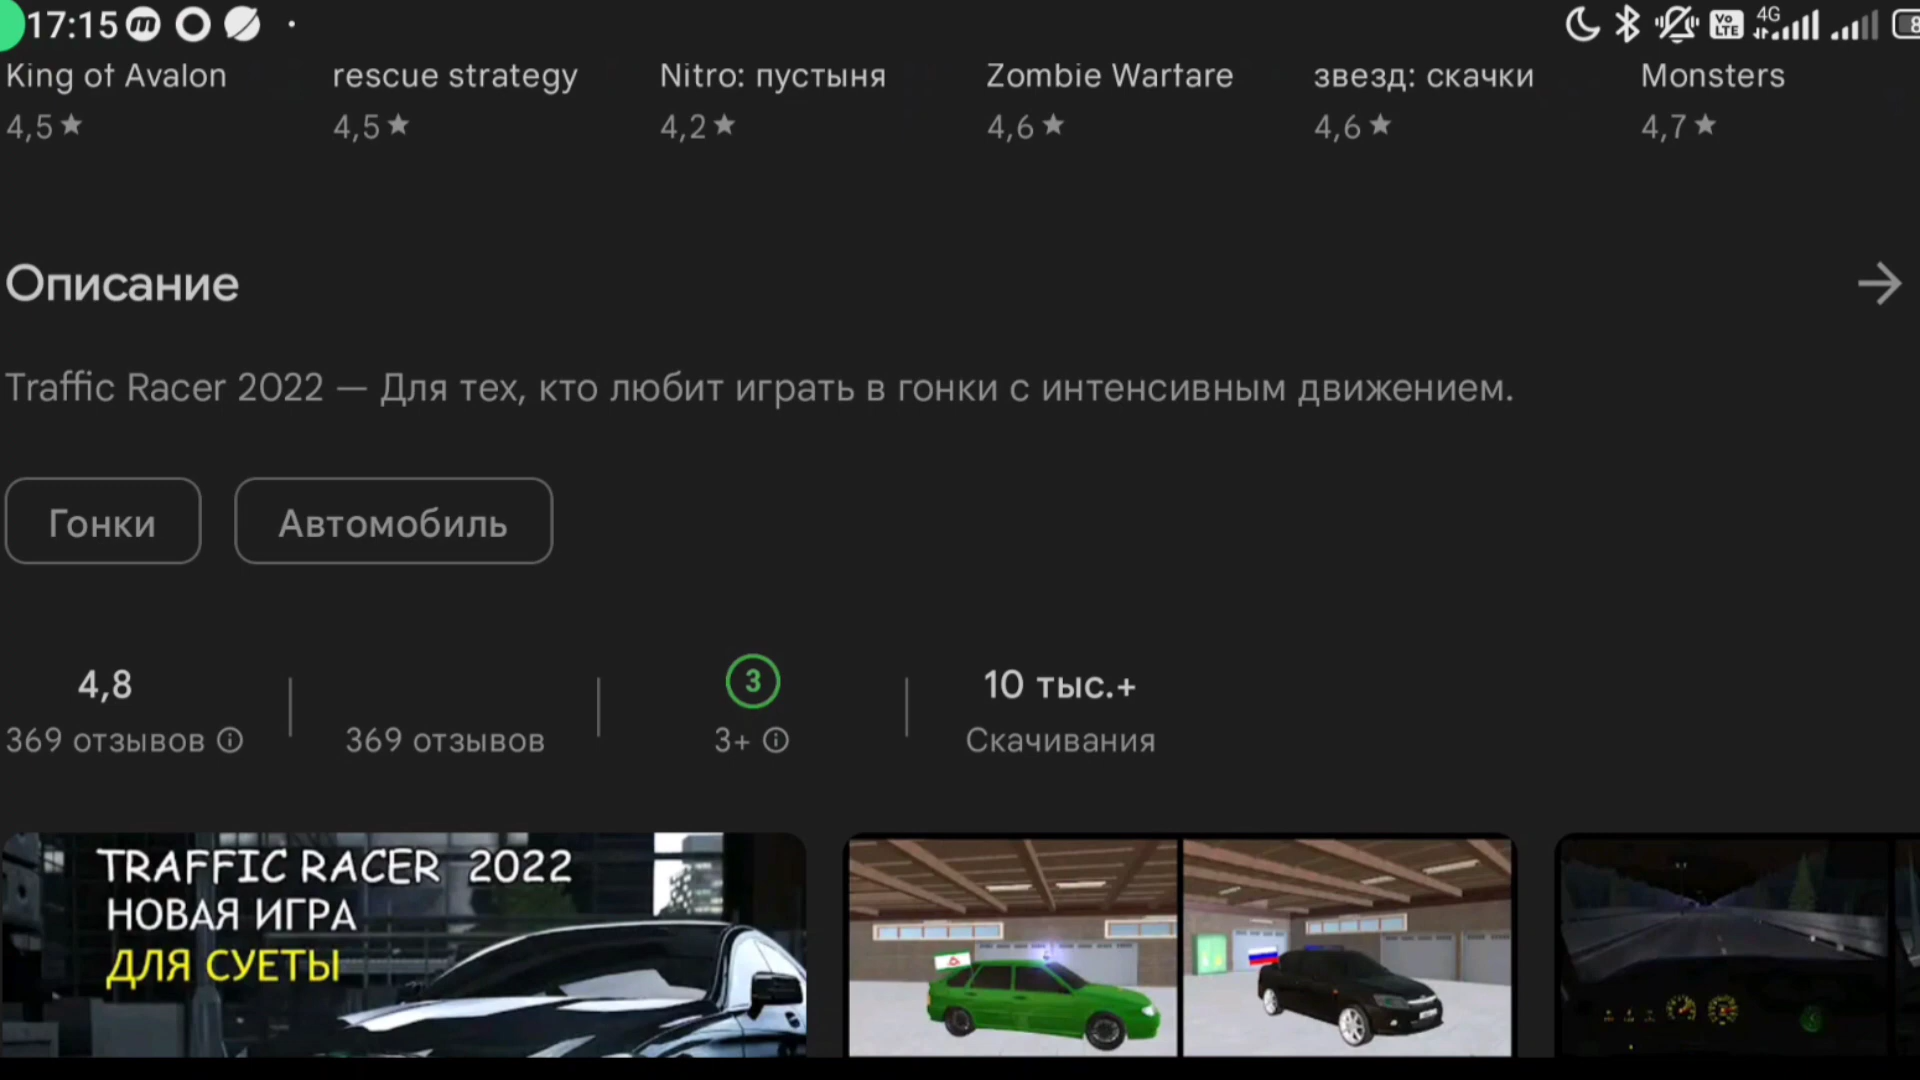 17:15
Vo LTE 4G
King of Avalon
rescue strategy
Nitro: пустыня
Zombie Warfare
звезд: скачки
Monsters
4,5★
4,5★
4,2★
4,6★
4,6★
4,7★
Описание
Traffic Racer 2022 — Для тех, кто любит играть в гонки с интенсивным движением.
Гонки
Автомобиль
4,8
369 отзывов
369 отзывов
3
3+
10 тыс.+
Скачивания
TRAFFIC RACER 2022
НОВАЯ ИГРА
ДЛЯ СУЕТЫ